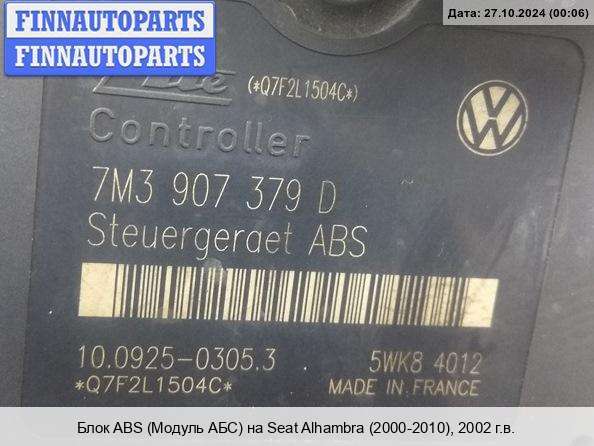 FINNAUTOPARTS
FINNAUTOPARTS
Дата: 27.10.2024 (00:06)
Ate
(*Q7F2L1504C*)
Controller
7M3 907 379 D
Steuergeraet ABS
10.0925-0305.3
5WK8 4012
*Q7F2L1504C*
MADE IN FRANCE
Блок ABS (Модуль АБС) на Seat Alhambra (2000-2010), 2002 г.в.